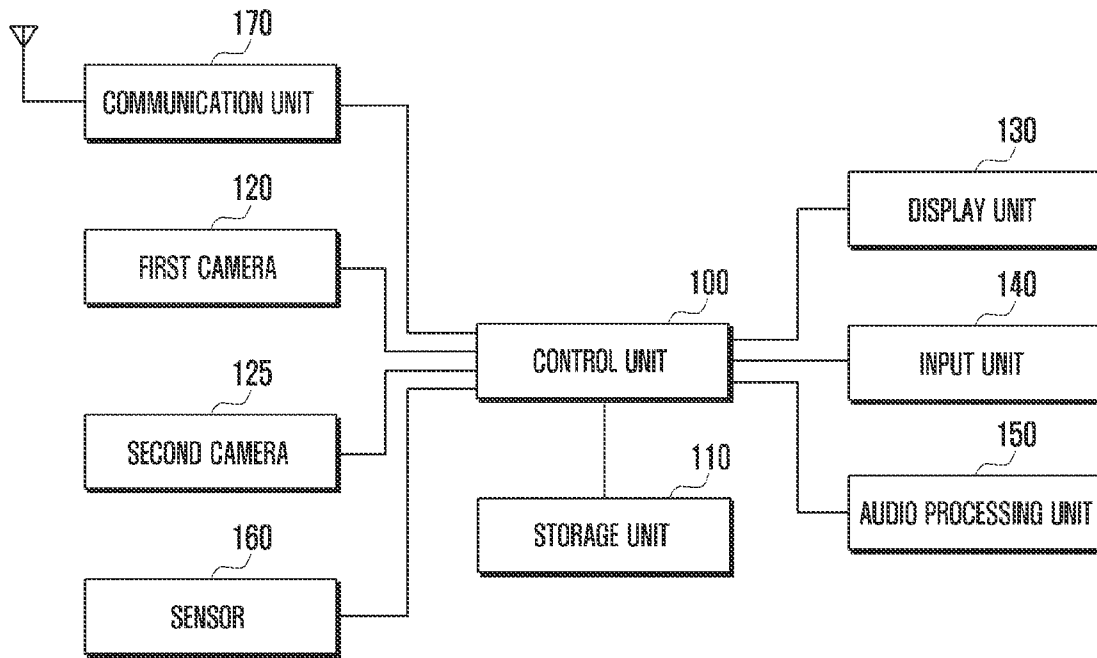 170
COMMUNICATION UNIT
120
FIRST CAMERA
125
SECOND CAMERA
160
SENSOR
100
CONTROL UNIT
110
STORAGE UNIT
130
DISPLAY UNIT
140
INPUT UNIT
150
AUDIO PROCESSING UNIT